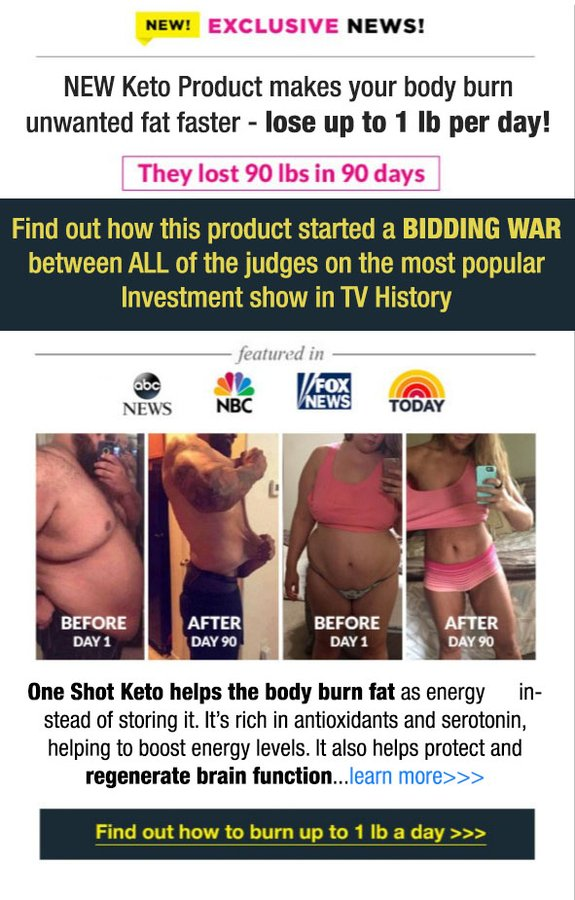 NEW! EXCLUSIVE NEWS!
NEW Keto Product makes your body burn
unwanted fat faster - lose up to 1 lb per day!
They lost 90 lbs in 90 days
Find out how this product started a BIDDING WAR
between ALL of the judges on the most popular
Investment show in TV History
featured in
abc NEWS NBC FOX NEWS TODAY
BEFORE AFTER BEFORE AFTER
DAY 1 DAY 90 DAY 1 DAY 90
One Shot Keto helps the body burn fat as energy in-
stead of storing it. It’s rich in antioxidants and serotonin,
helping to boost energy levels. It also helps protect and
regenerate brain function...learn more>>>
Find out how to burn up to 1 lb a day >>>